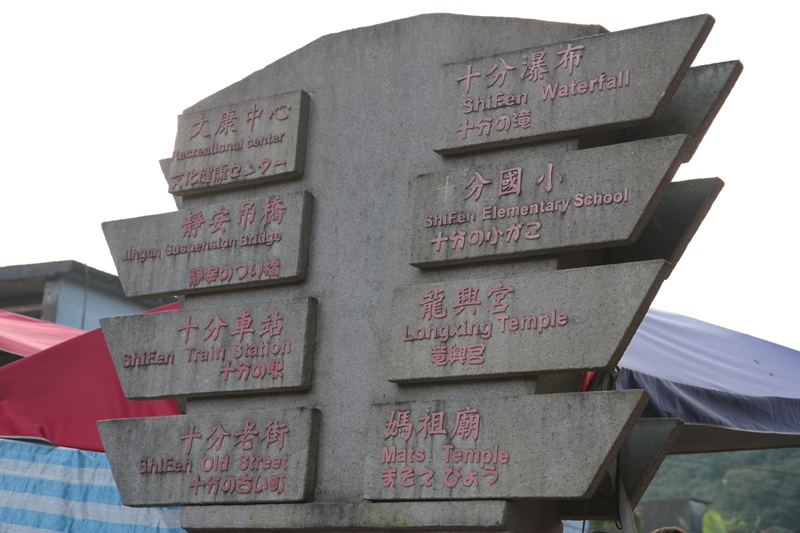 文康中心
Recreational center
文化健康センター
靜安吊橋
Jingan Suspension Bridge
靜安のつい橋
十分車站
ShiFen Train Station
十分の駅
十分老街
ShiFen Old Street
十分の古い町
十分瀑布
ShiFen Waterfall
十分の滝
分國小
ShiFen Elementary School
十分の小がこ
龍興宮
Longxing Temple
竜興宮
媽祖廟
Mats Temple
まそえ びょう